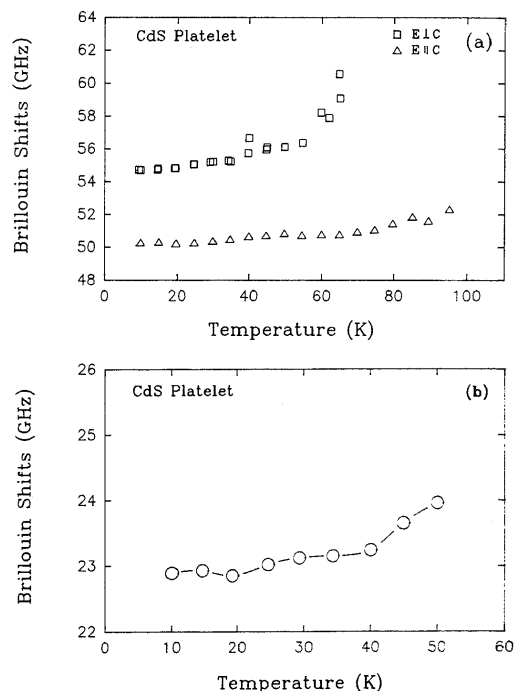 64
62
60
58
56
54
52
50
48
CdS Platelet
□ E⊥C
△ E∥C
(a)
Brillouin Shifts (GHz)
0 20 40 60 80 100
Temperature (K)
26
25
24
23
22
CdS Platelet
(b)
Brillouin Shifts (GHz)
0 10 20 30 40 50 60
Temperature (K)